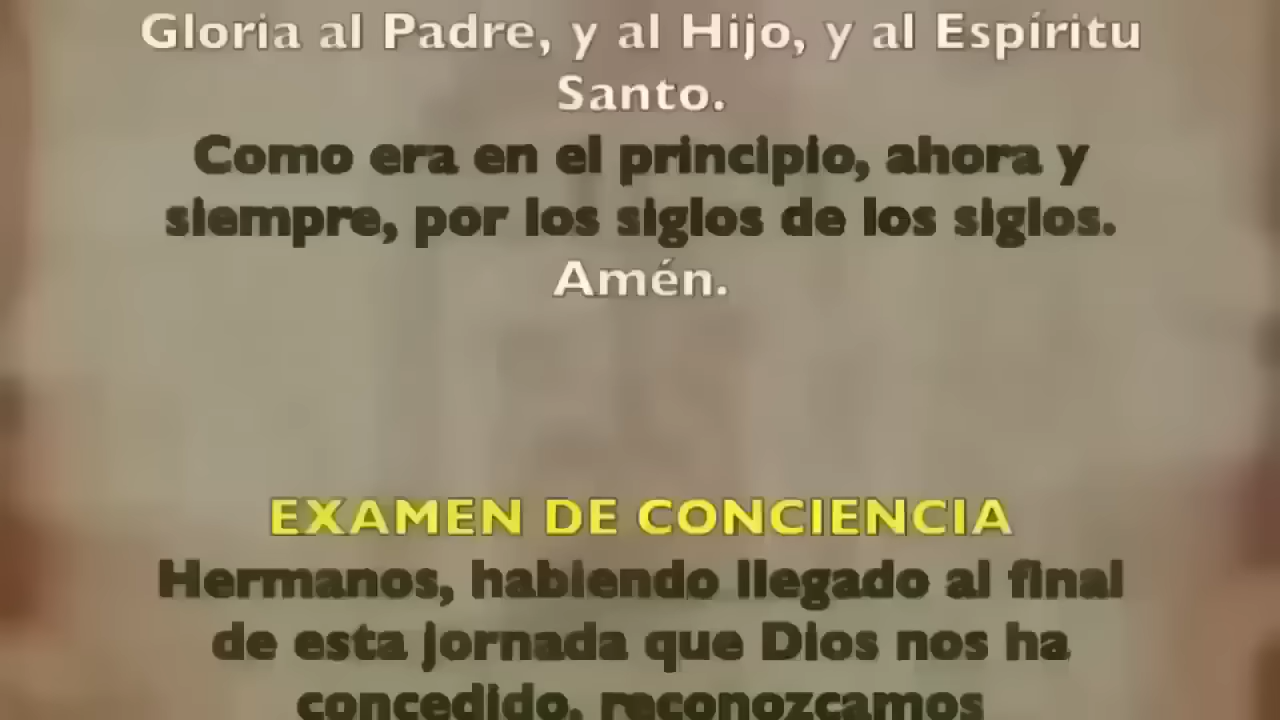 Gloria al Padre, y al Hijo, y al Espíritu
Santo.
Como era en el principio, ahora y
siempre, por los siglos de los siglos.
Amén.
EXAMEN DE CONCIENCIA
Hermanos, habiendo llegado al final
de esta jornada que Dios nos ha
concedido, reconozcamos